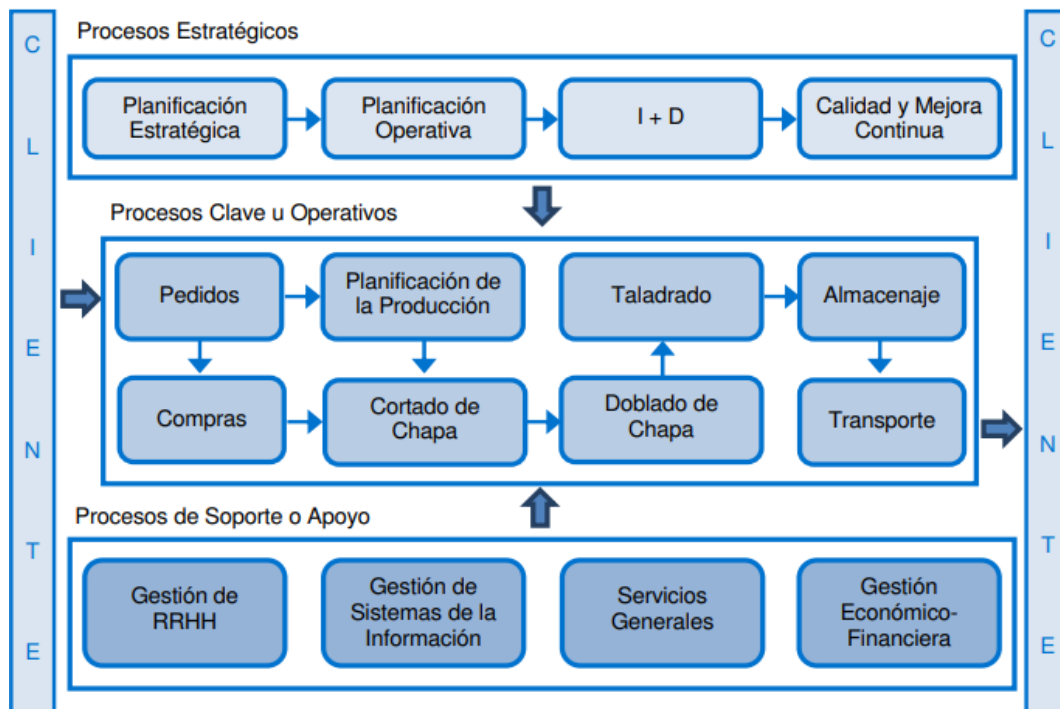 C
L
I
E
N
T
E
Procesos Estratégicos
Planificación
Estratégica
Planificación
Operativa
I + D
Calidad y Mejora
Continua
Procesos Clave u Operativos
Pedidos
Planificación de
la Producción
Taladrado
Almacenaje
Compras
Cortado de
Chapa
Doblado de
Chapa
Transporte
Procesos de Soporte o Apoyo
Gestión de
RRHH
Gestión de
Sistemas de la
Información
Servicios
Generales
Gestión
Económico-
Financiera
C
L
I
E
N
T
E